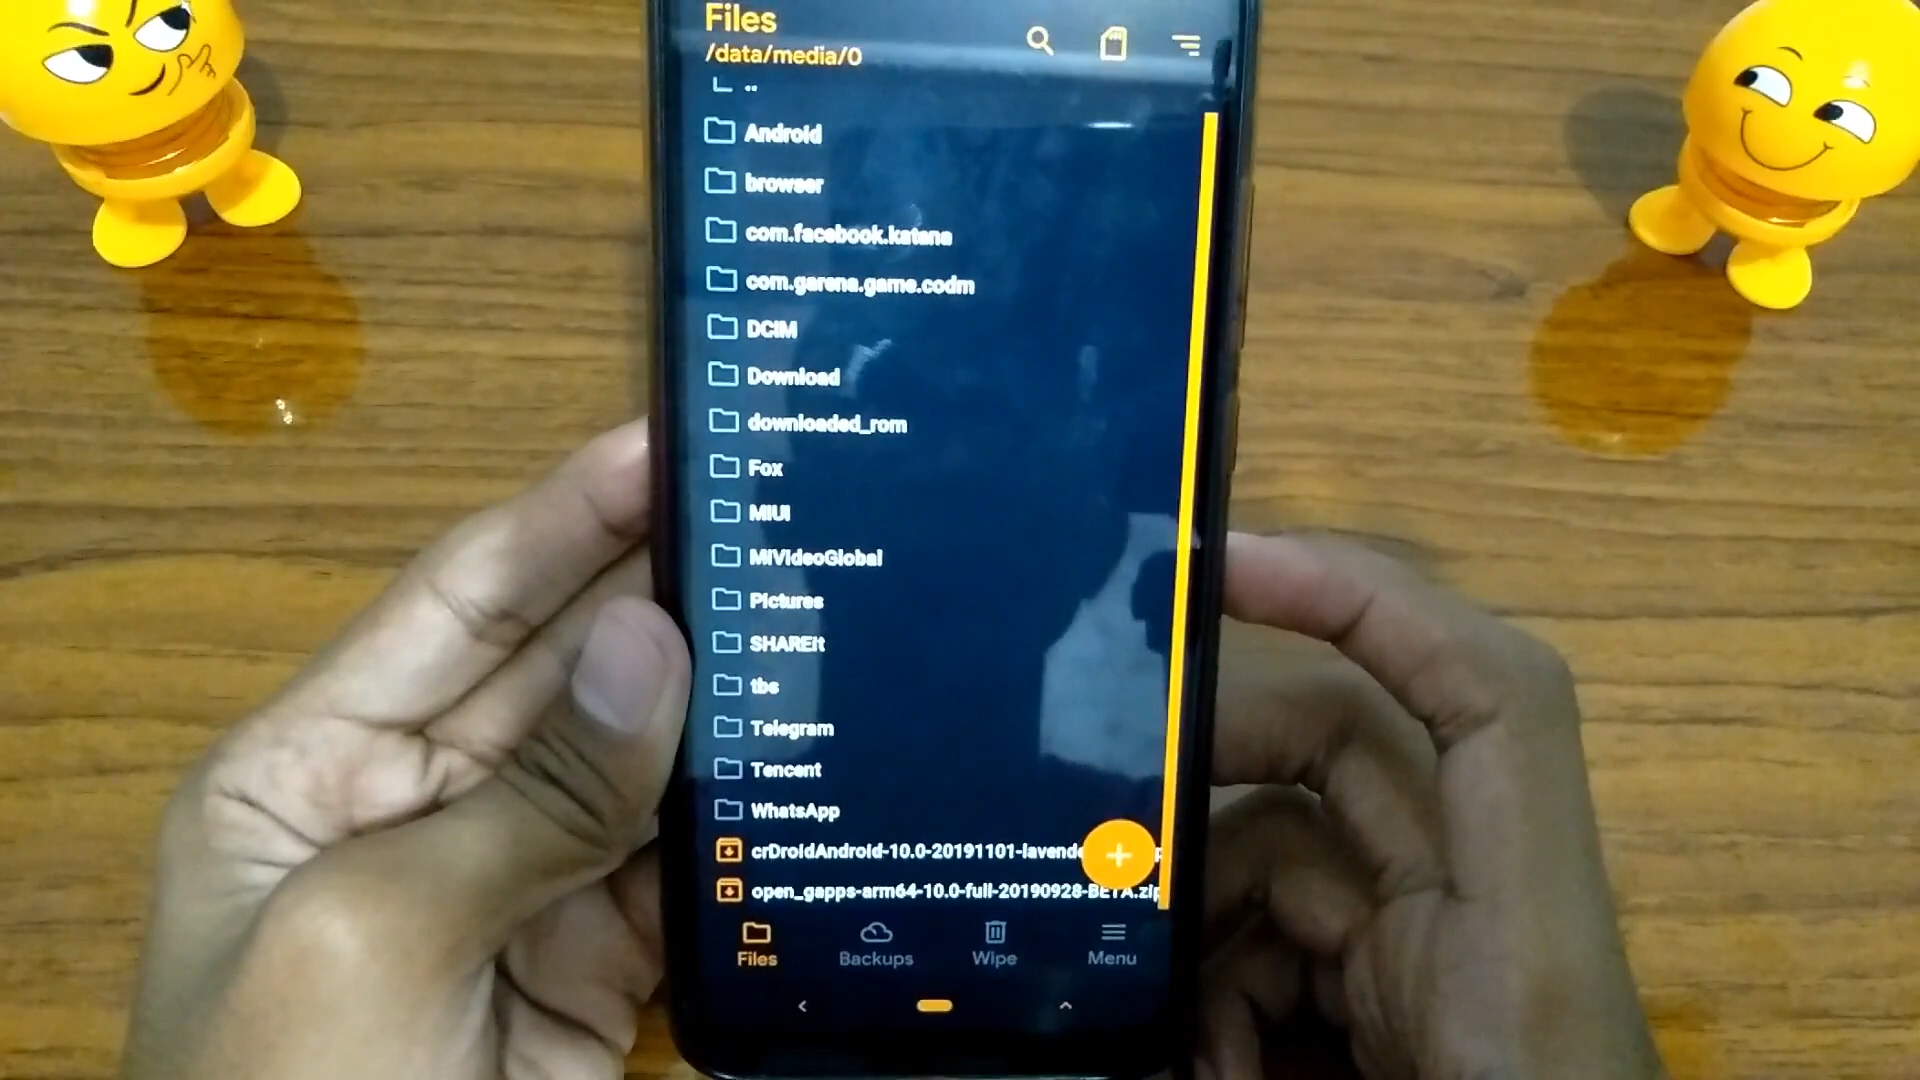 Files
/data/media/0
..
Android
browser
com.facebook.katana
com.garena.game.codm
DCIM
Download
downloaded_rom
Fox
MIUI
MiVideoGlobal
Pictures
SHAREit
tbs
Telegram
Tencent
WhatsApp
crDroidAndroid-10.0-20191101-lavende
open_gapps-arm64-10.0-full-20190928-BETA.zip
Files Backups Wipe Menu